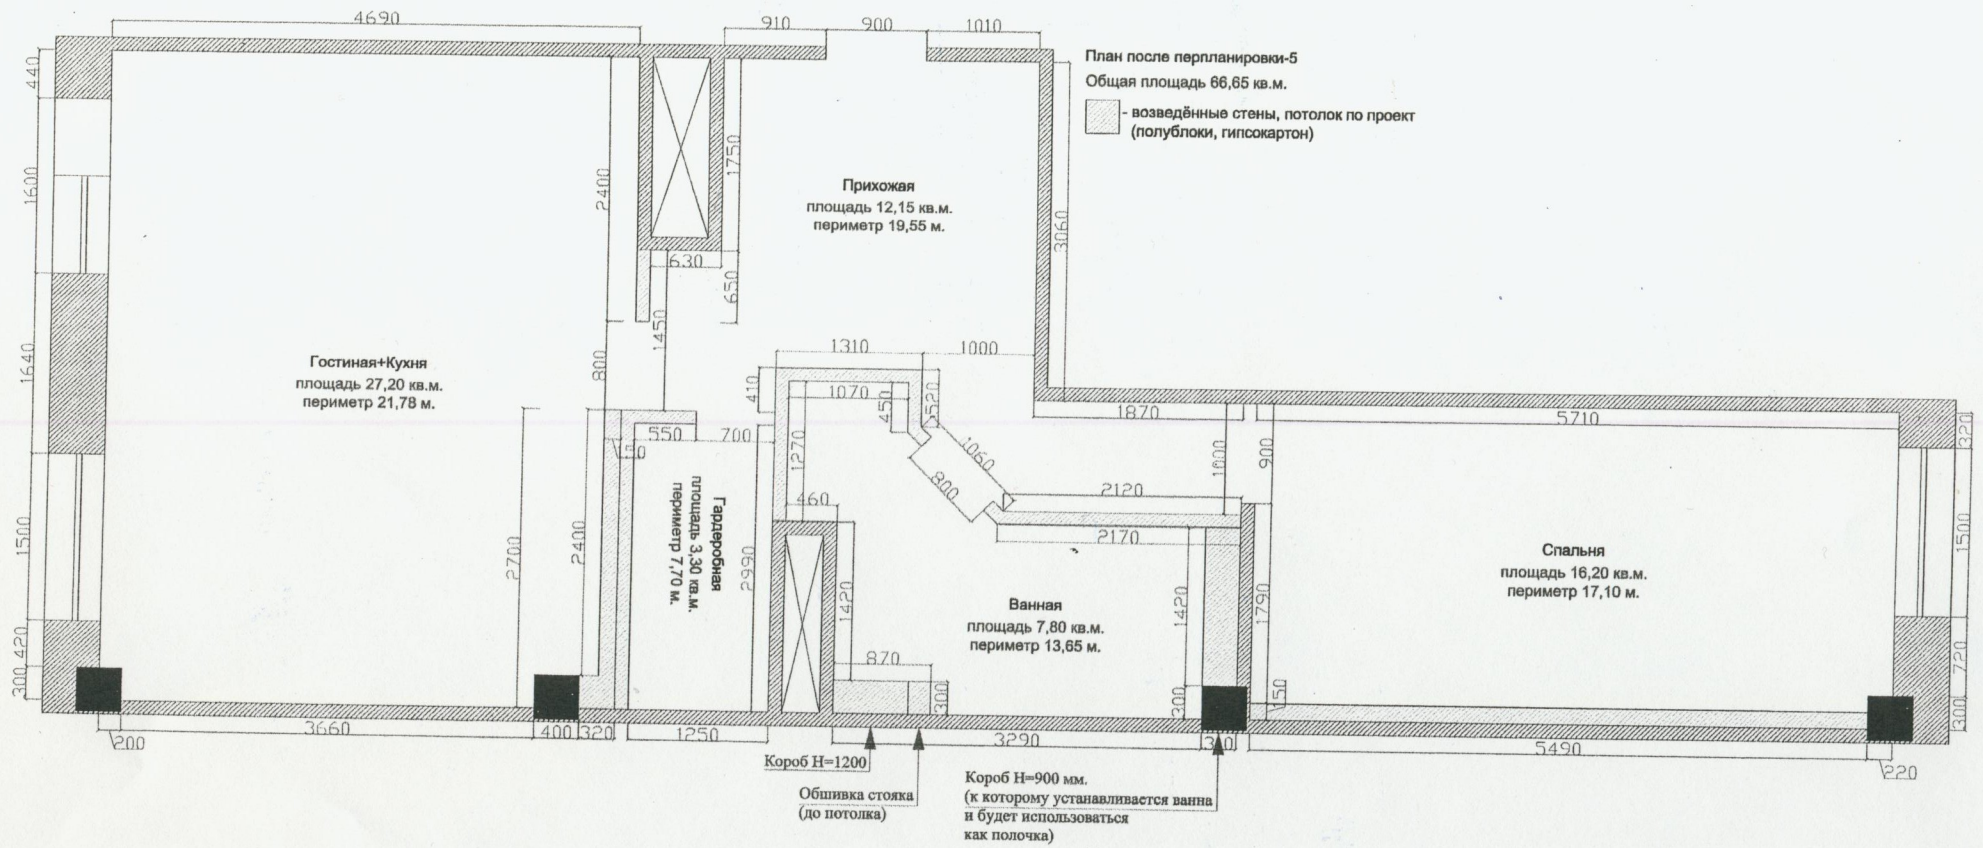 4690
910
900
1010
План после перпланировки-5
Общая площадь 66,65 кв.м.
- возведённые стены, потолок по проект
(полублоки, гипсокартон)
440
1600
1640
1500
420
300
2400
1750
630
650
1450
800
3060
Прихожая
площадь 12,15 кв.м.
периметр 19,55 м.
Гостиная+Кухня
площадь 27,20 кв.м.
периметр 21,78 м.
1310
1000
410
1070
450
520
550
700
1270
1060
800
460
1870
1000
900
5710
320
2120
2170
2700
2400
Гардеробная
площадь 3,30 кв.м.
периметр 7,70 м.
2990
1420
Ванная
площадь 7,80 кв.м.
периметр 13,65 м.
1420
1790
Спальня
площадь 16,20 кв.м.
периметр 17,10 м.
1500
720
300
870
300
300
150
200
3660
400
320
1250
3290
5490
220
Короб H=1200
Обшивка стояка
(до потолка)
Короб H=900 мм.
(к которому устанавливается ванна
и будет использоваться
как полочка)